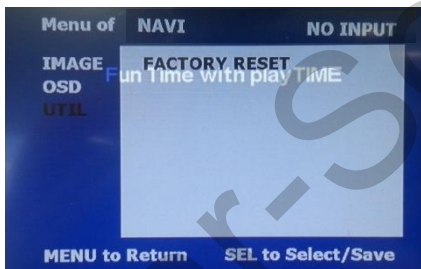 Menu of NAVI NO INPUT
IMAGE FACTORY RESET
Fun Time with playTIME
OSD
UTIL
MENU to Return SEL to Select/Save